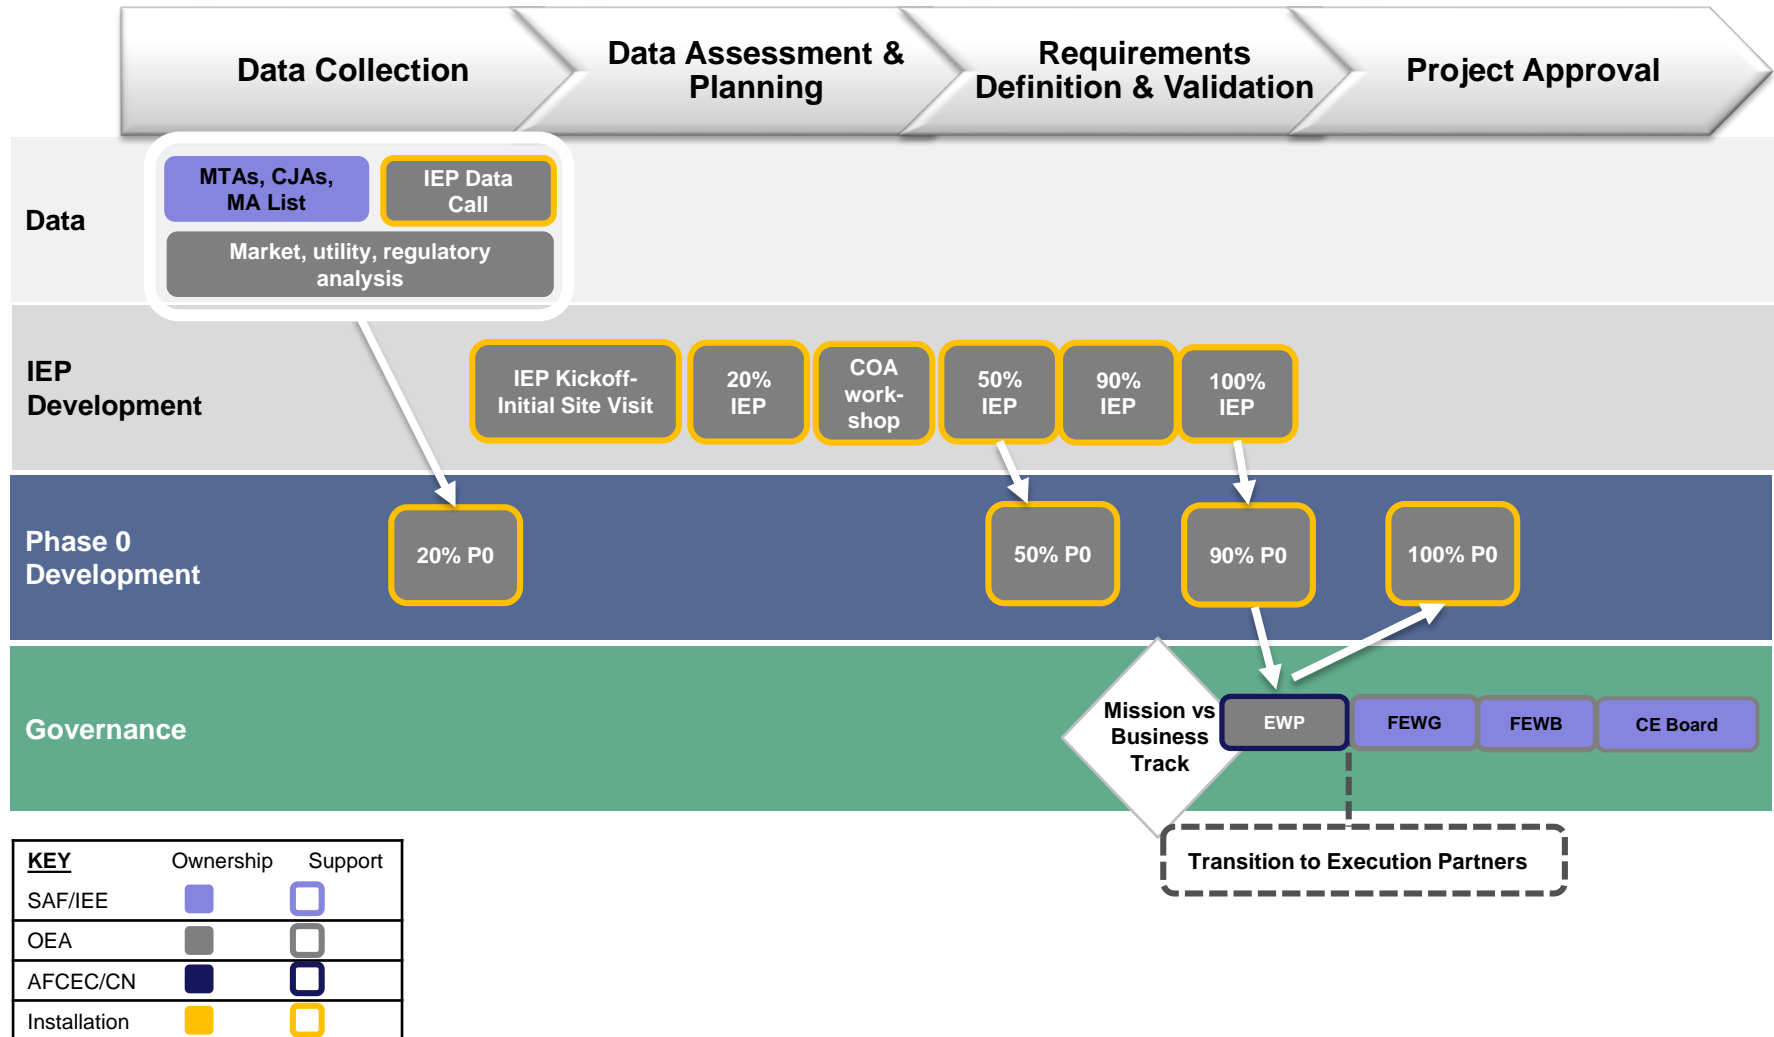 Data Collection
Data Assessment &
Planning
Requirements
Definition & Validation
Project Approval
Data
MTAs, CJAs,
MA List
IEP Data
Call
Market, utility, regulatory
analysis
IEP
Development
IEP Kickoff-
Initial Site Visit
20%
IEP
COA
work-
shop
50%
IEP
90%
IEP
100%
IEP
Phase 0
Development
20% P0
50% P0
90% P0
100% P0
Governance
Mission vs
Business
Track
EWP
FEWG
FEWB
CE Board
Transition to Execution Partners
KEY Ownership Support
SAF/IEE
OEA
AFCEC/CN
Installation